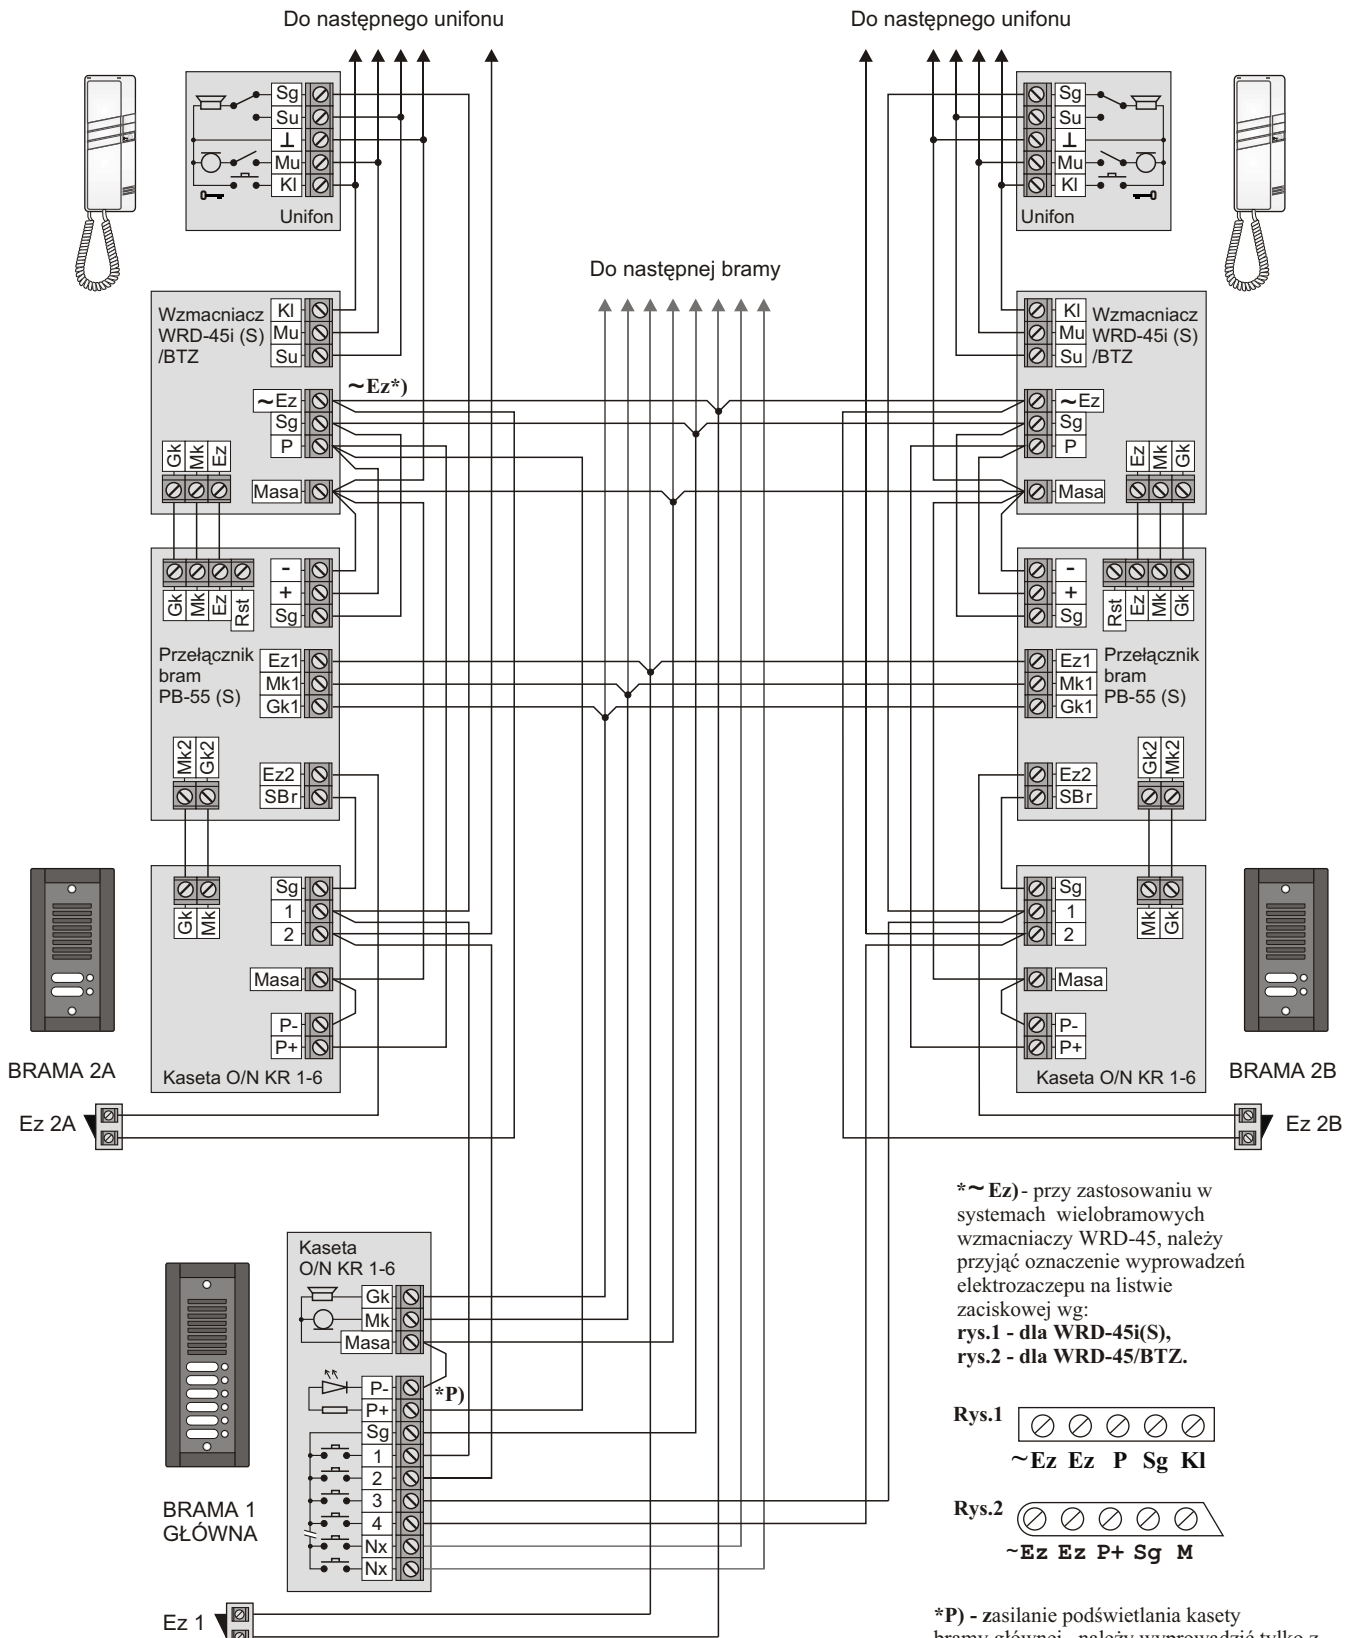 Do następnego unifonu
Do następnego unifonu
Sg
Su
⊥
Mu
Kl
Unifon
Sg
Su
⊥
Mu
Kl
Unifon
Do następnej bramy
Wzmacniacz
WRD-45i (S)
/BTZ
Kl
Mu
Su
~Ez
Sg
P
Masa
Gk
Mk
Ez
~Ez*)
Kl
Mu
Su
~Ez
Sg
P
Masa
Wzmacniacz
WRD-45i (S)
/BTZ
Ez
Mk
Gk
Gk
Mk
Ez
Rst
-
+
Sg
Przełącznik
bram
PB-55 (S)
Ez1
Mk1
Gk1
Mk2
Gk2
Ez2
SBr
-
+
Sg
Rst
Ez
Mk
Gk
Ez1
Mk1
Gk1
Przełącznik
bram
PB-55 (S)
Ez2
SBr
Gk2
Mk2
Gk
Mk
Sg
1
2
Masa
P-
P+
Kaseta O/N KR 1-6
BRAMA 2A
Ez 2A
Sg
1
2
Masa
P-
P+
Mk
Gk
Kaseta O/N KR 1-6
BRAMA 2B
Ez 2B
Kaseta
O/N KR 1-6
Gk
Mk
Masa
P-
*P)
P+
Sg
1
2
3
4
Nx
Nx
BRAMA 1
GŁÓWNA
Ez 1
*~ Ez) - przy zastosowaniu w
systemach wielobramowych
wzmacniaczy WRD-45, należy
przyjąć oznaczenie wyprowadzeń
elektrozaczepu na listwie
zaciskowej wg:
rys.1 - dla WRD-45i(S),
rys.2 - dla WRD-45/BTZ.
Rys.1
~Ez Ez P Sg Kl
Rys.2
~Ez Ez P+ Sg M
*P) - zasilanie podświetlania kasety
bramy głównej należy wyprowadzić tylko z